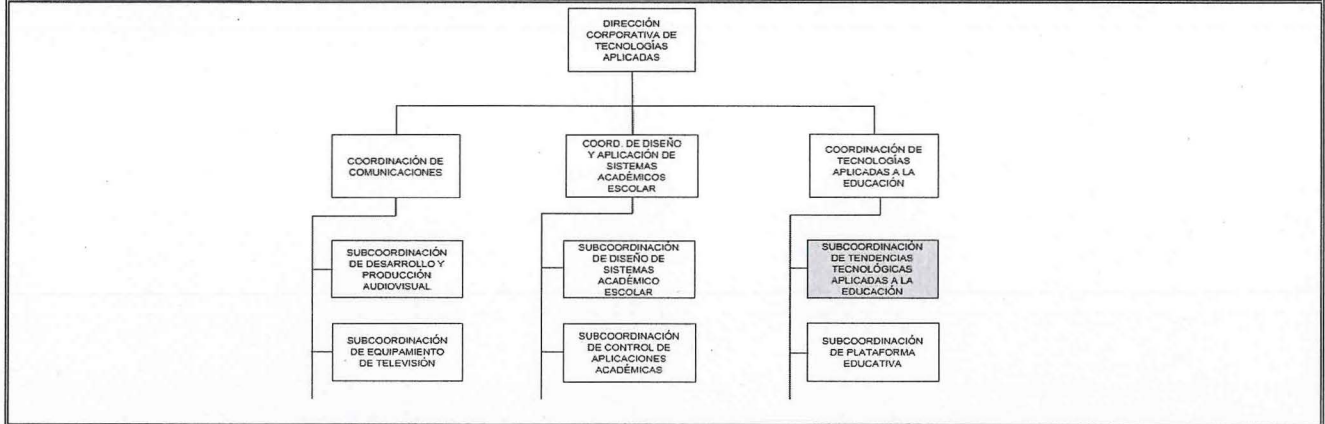 DIRECCIÓN
CORPORATIVA DE
TECNOLOGÍAS
APLICADAS
COORDINACIÓN DE
COMUNICACIONES
COORD. DE DISEÑO
Y APLICACIÓN DE
SISTEMAS
ACADÉMICOS
ESCOLAR
COORDINACIÓN DE
TECNOLOGÍAS
APLICADAS A LA
EDUCACIÓN
SUBCOORDINACIÓN
DE DESARROLLO Y
PRODUCCIÓN
AUDIOVISUAL
SUBCOORDINACIÓN
DE DISEÑO DE
SISTEMAS
ACADÉMICO
ESCOLAR
SUBCOORDINACIÓN
DE TENDENCIAS
TECNOLÓGICAS
APLICADAS A LA
EDUCACIÓN
SUBCOORDINACIÓN
DE EQUIPAMIENTO
DE TELEVISIÓN
SUBCOORDINACIÓN
DE CONTROL DE
APLICACIONES
ACADÉMICAS
SUBCOORDINACIÓN
DE PLATAFORMA
EDUCATIVA